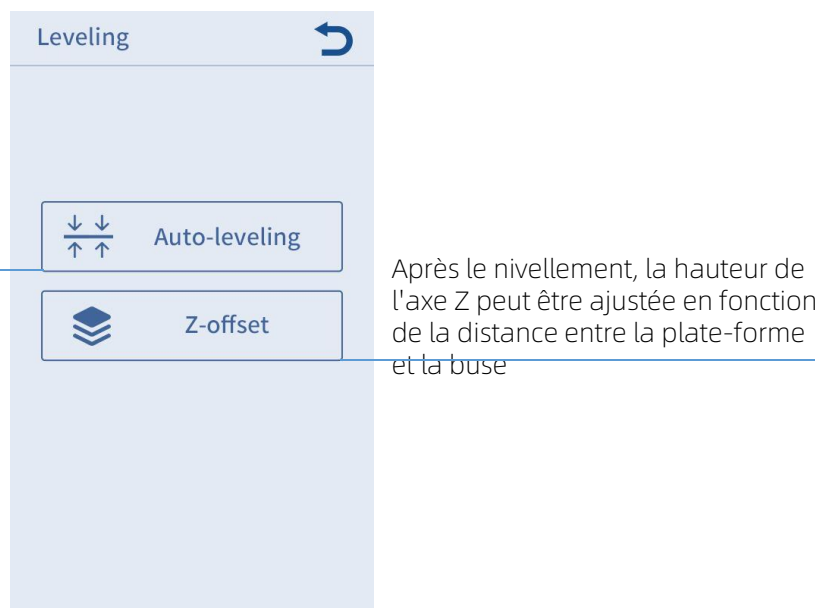 Leveling
Auto-leveling
Z-offset
Après le nivellement, la hauteur de
l'axe Z peut être ajustée en fonction
de la distance entre la plate-forme
et la buse